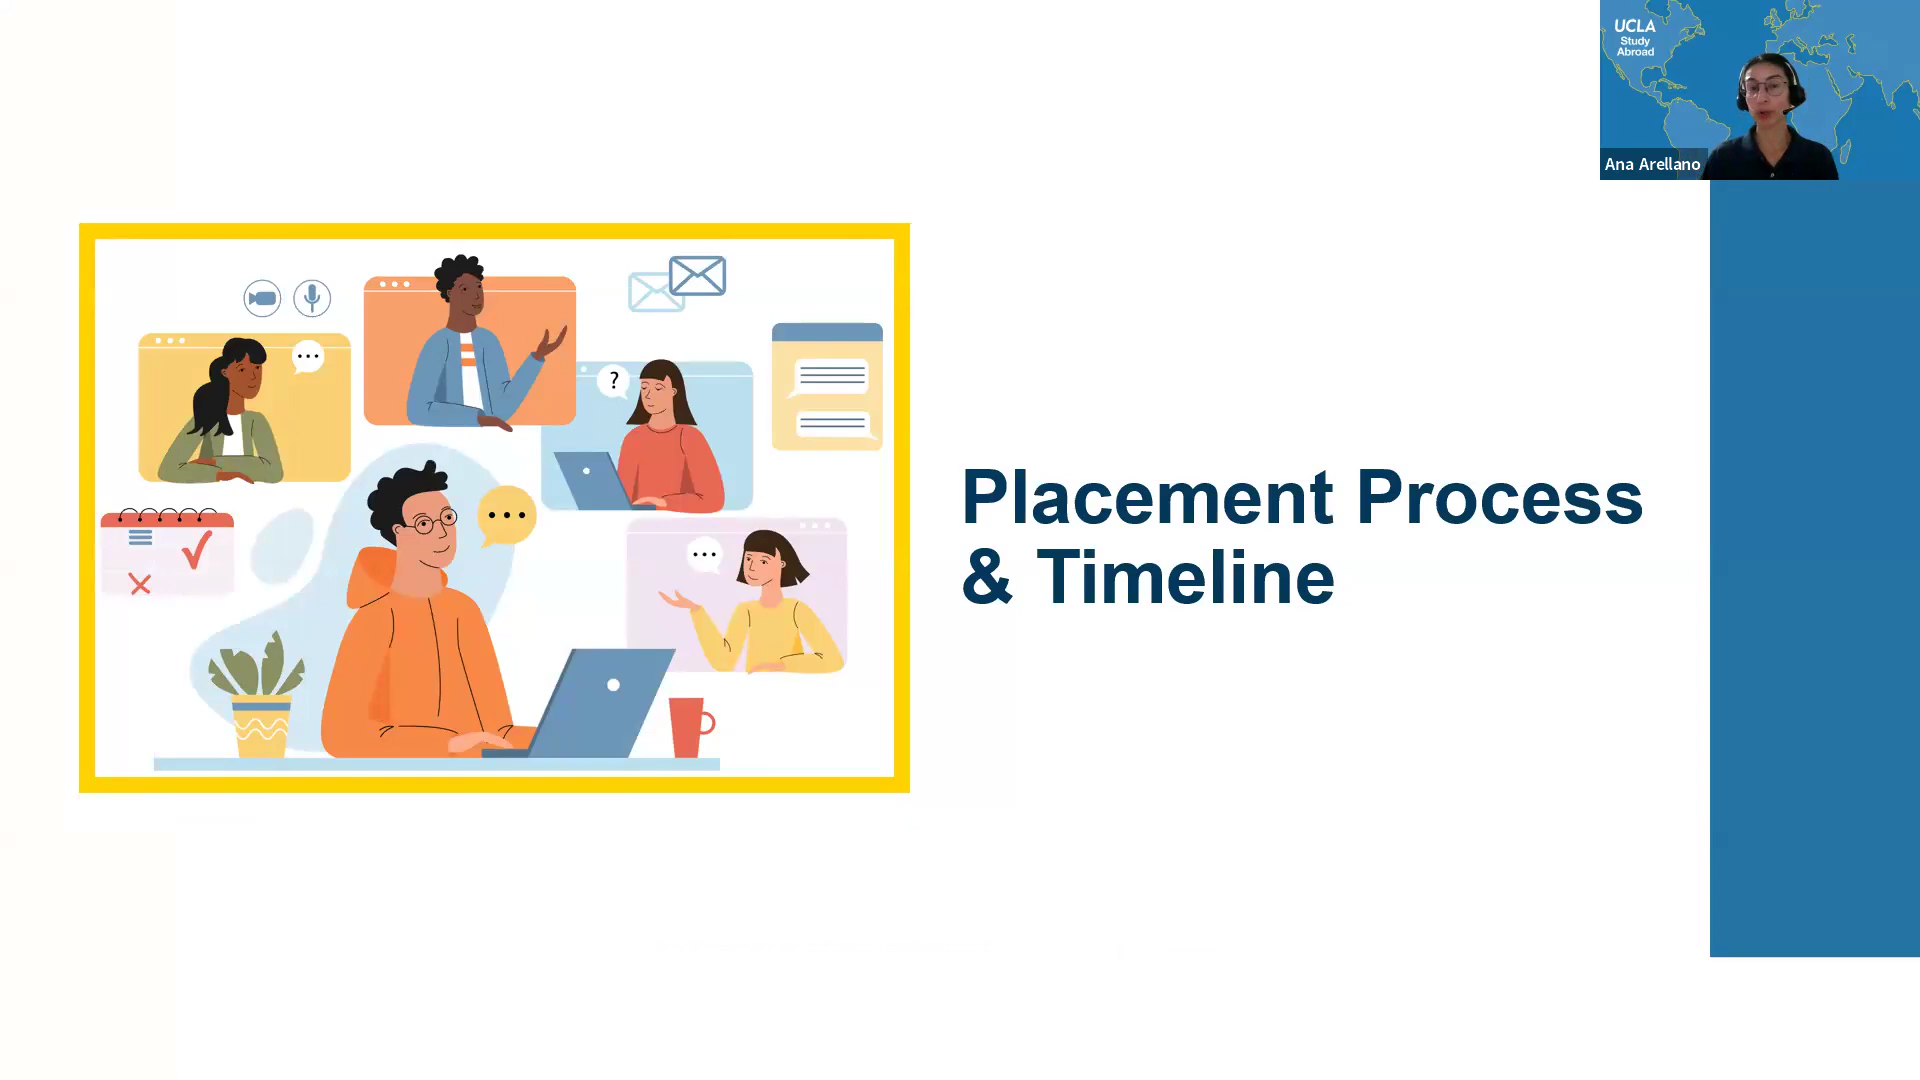 UCLA
Study
Abroad
Ana Arellano
?
Placement Process
& Timeline